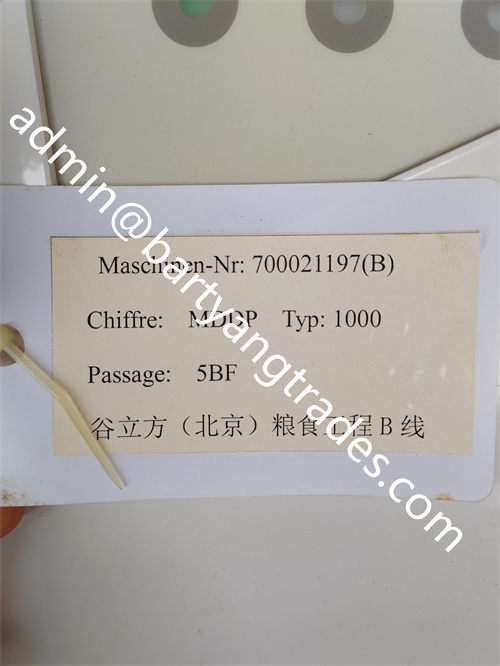 Maschinen-Nr: 700021197(B)
Chiffre: MDDP Typ: 1000
Passage: 5BF
谷立方（北京）粮食工程 B 线
admin@bartyangtrades.com